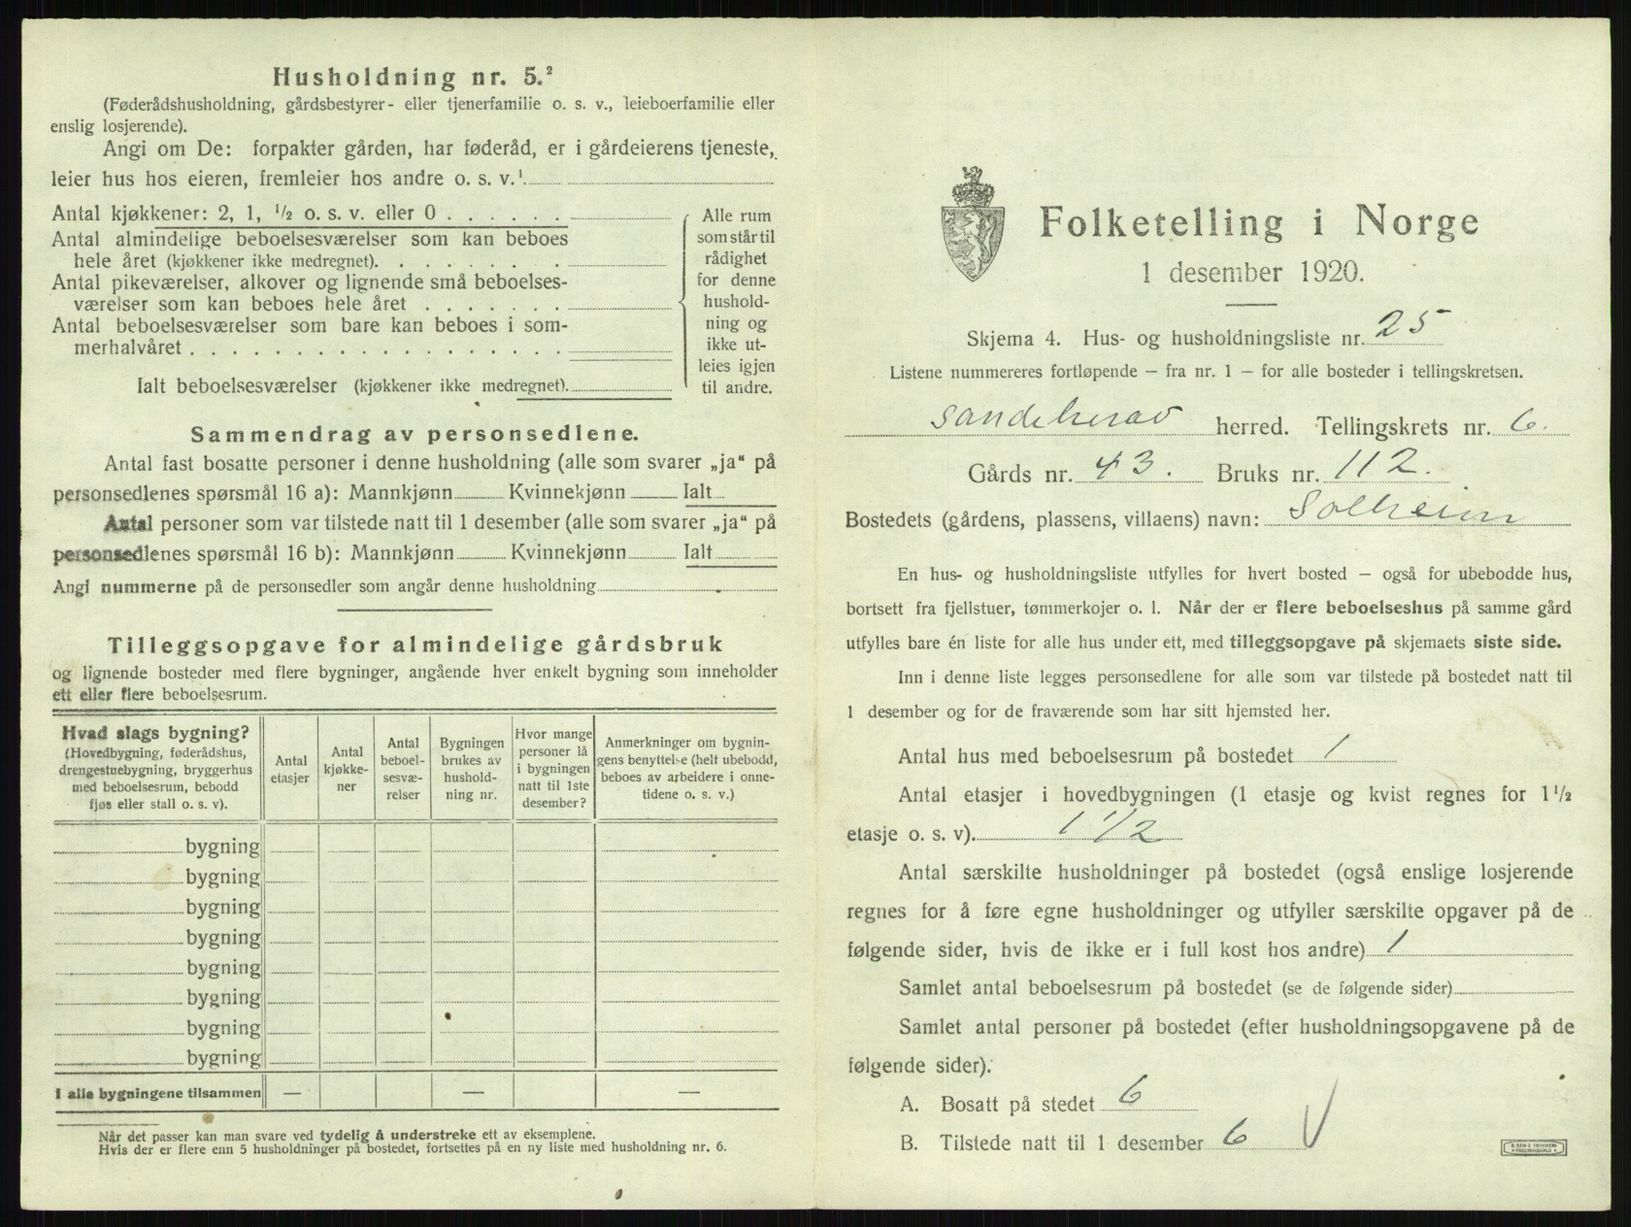 Husholdning nr. 5.²
(Føderådshusholdning, gårdsbestyrer- eller tjenerfamilie o. s. v., leieboerfamilie eller
enslig losjerende).
Angi om De: forpakter gården, har føderåd, er i gårdeierens tjeneste,
leier hus hos eieren, fremleier hos andre o. s. v.¹
Antal kjøkkener: 2, 1, ½ o. s. v. eller 0
Antal almindelige beboelsesværelser som kan beboes
hele året (kjøkkener ikke medregnet).
Antal pikeværelser, alkover og lignende små beboelses-
værelser som kan beboes hele året
Antal beboelsesværelser som bare kan beboes i som-
merhalvåret
Ialt beboelsesværelser (kjøkkener ikke medregnet).
Alle rum
som står til
rådighet
for denne
hushold-
ning og
ikke ut-
leies igjen
til andre.
Sammendrag av personsedlene.
Antal fast bosatte personer i denne husholdning (alle som svarer „ja“ på
personsedlenes spørsmål 16 a): Mannkjønn Kvinnekjønn Ialt
Antal personer som var tilstede natt til 1 desember (alle som svarer „ja“ på
personsedlenes spørsmål 16 b): Mannkjønn Kvinnekjønn Ialt
Angi nummerne på de personsedler som angår denne husholdning
Tilleggsopgave for almindelige gårdsbruk
og lignende bosteder med flere bygninger, angående hver enkelt bygning som inneholder
ett eller flere beboelsesrum.
Hvad slags bygning?
(Hovedbygning, føderådshus,
drengestuebygning, bryggerhus
med beboelsesrum, bebodd
fjøs eller stall o. s. v).
Antal
etasjer
Antal
kjøkke-
ner
Antal
beboel-
sesvæ-
relser
Bygningen
brukes av
hushold-
ning nr.
Hvor mange
personer lå
i bygningen
natt til 1ste
desember?
Anmerkninger om bygnin-
gens benyttelse (helt ubebodd,
beboes av arbeidere i onne-
tidene o. s. v.)
bygning
bygning
bygning
bygning
bygning
bygning
bygning
bygning
I alle bygningene tilsammen — — —
Når det passer kan man svare ved tydelig å understreke ett av eksemplene.
Hvis der er flere enn 5 husholdninger på bostedet, fortsettes på en ny liste med husholdning nr. 6.
Folketelling i Norge
1 desember 1920.
Skjema 4. Hus- og husholdningsliste nr. 25
Listene nummereres fortløpende – fra nr. 1 – for alle bosteder i tellingskretsen.
Sandeherad herred. Tellingskrets nr. 6.
Gårds nr. 43. Bruks nr. 112.
Bostedets (gårdens, plassens, villaens) navn: Solheim
En hus- og husholdningsliste utfylles for hvert bosted – også for ubebodde hus,
bortsett fra fjellstuer, tømmerkojer o. l. Når der er flere beboelseshus på samme gård
utfylles bare én liste for alle hus under ett, med tilleggsopgave på skjemaets siste side.
Inn i denne liste legges personsedlene for alle som var tilstede på bostedet natt til
1 desember og for de fraværende som har sitt hjemsted her.
Antal hus med beboelsesrum på bostedet 1
Antal etasjer i hovedbygningen (1 etasje og kvist regnes for 1½
etasje o. s. v). 1 1/2
Antal særskilte husholdninger på bostedet (også enslige losjerende
regnes for å føre egne husholdninger og utfyller særskilte opgaver på de
følgende sider, hvis de ikke er i full kost hos andre) 1
Samlet antal beboelsesrum på bostedet (se de følgende sider)
Samlet antal personer på bostedet (efter husholdningsopgavene på de
følgende sider).
A. Bosatt på stedet 6
B. Tilstede natt til 1 desember 6